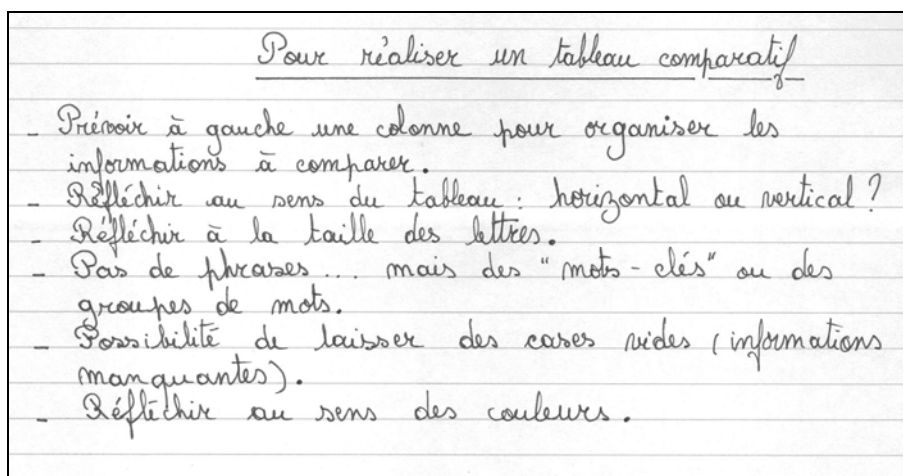 Pour réaliser un tableau comparatif
- Prévoir à gauche une colonne pour organiser les
informations à comparer.
- Réfléchir au sens du tableau : horizontal ou vertical ?
- Réfléchir à la taille des lettres.
- Pas de phrases ... mais des "mots-clés" ou des
groupes de mots.
- Possibilité de laisser des cases vides (informations
manquantes).
- Réfléchir au sens des couleurs.